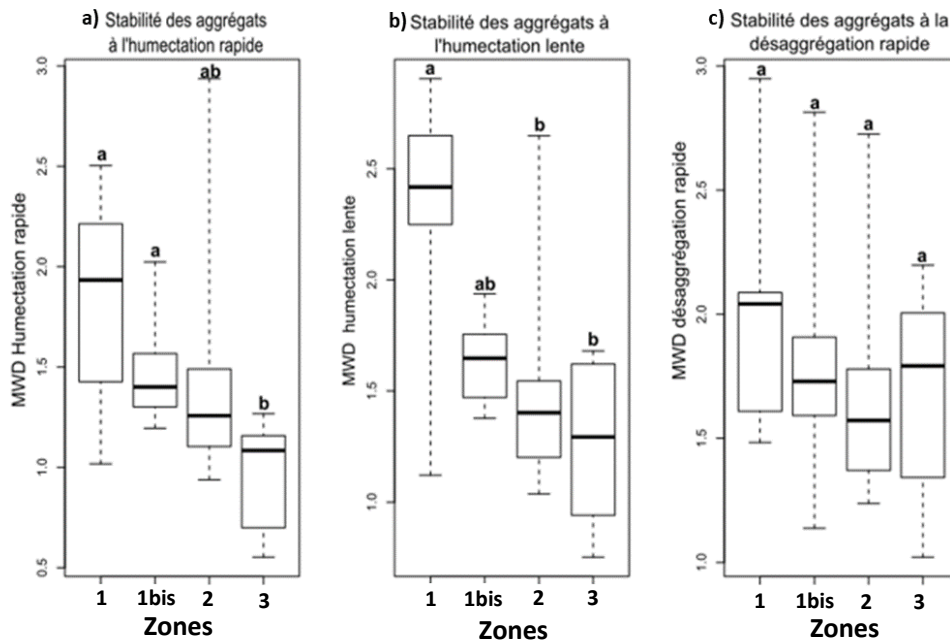 a) Stabilité des aggrégats
à l'humectation rapide
MWD Humectation rapide
3.0
2.5
2.0
1.5
1.0
0.5
a
a
ab
b
1 1bis 2 3
Zones
b) Stabilité des aggrégats à
l'humectation lente
MWD humectation lente
2.5
2.0
1.5
1.0
a
ab
b
b
1 1bis 2 3
Zones
c) Stabilité des aggrégats à la
désaggrégation rapide
MWD désaggrégation rapide
3.0
2.5
2.0
1.5
1.0
a
a
a
a
1 1bis 2 3
Zones